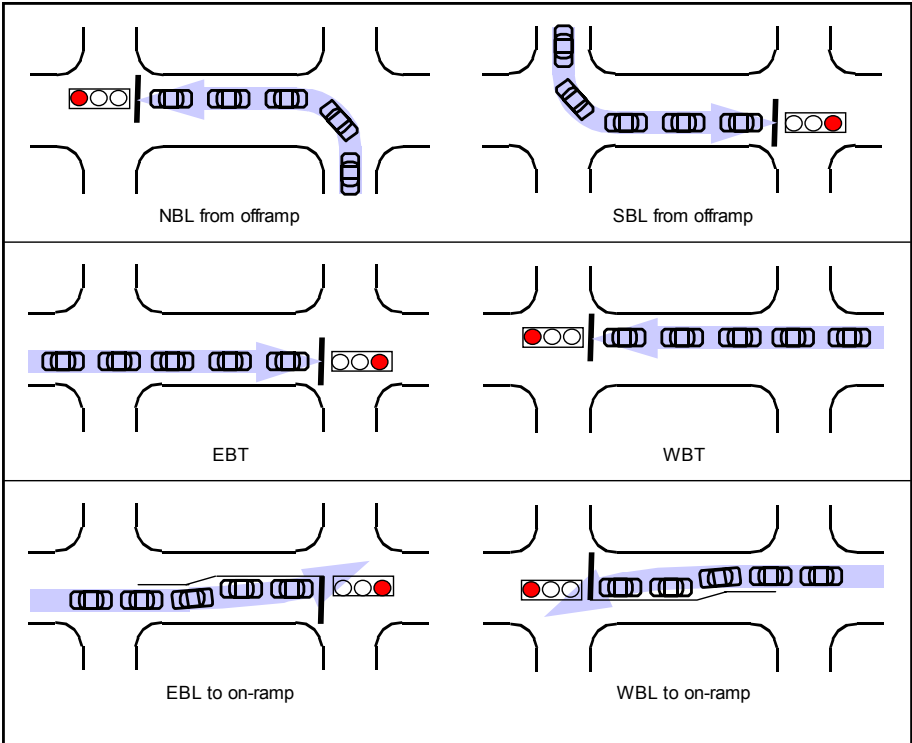 NBL from offramp
SBL from offramp
EBT
WBT
EBL to on-ramp
WBL to on-ramp